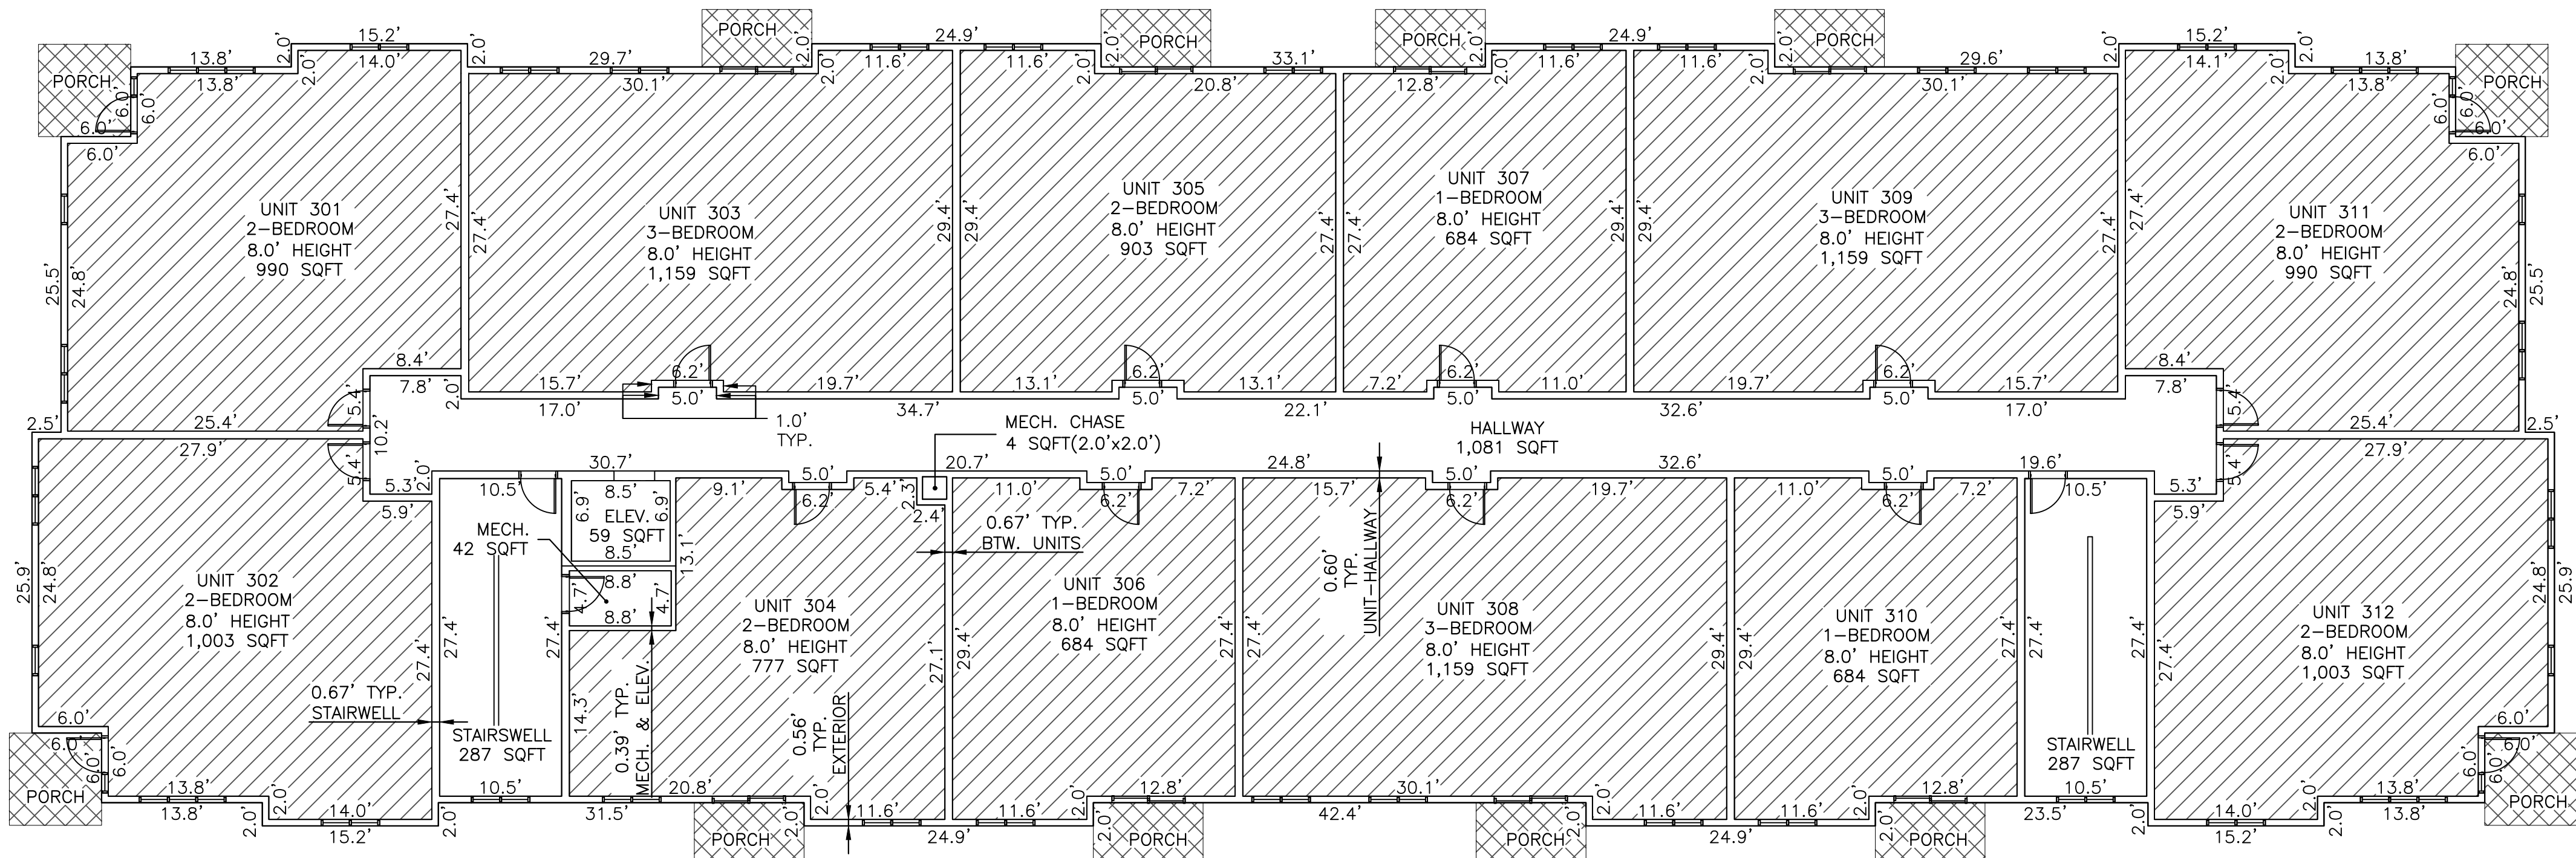 PORCH
PORCH
PORCH
PORCH
PORCH
PORCH
13.8'
2.0'
15.2'
2.0'
29.7'
2.0'
24.9'
2.0'
33.1'
2.0'
24.9'
2.0'
29.6'
2.0'
15.2'
2.0'
13.8'
13.8'
2.0'
14.0'
30.1'
2.0'
11.6'
11.6'
2.0'
20.8'
12.8'
2.0'
11.6'
11.6'
2.0'
30.1'
14.1'
2.0'
13.8'
6.0'
6.0'
6.0'
6.0'
6.0'
6.0'
6.0'
6.0'
UNIT 301
2-BEDROOM
8.0' HEIGHT
990 SQFT
25.5'
24.8'
27.4'
UNIT 303
3-BEDROOM
8.0' HEIGHT
1,159 SQFT
27.4'
29.4'
UNIT 305
2-BEDROOM
8.0' HEIGHT
903 SQFT
29.4'
27.4'
UNIT 307
1-BEDROOM
8.0' HEIGHT
684 SQFT
27.4'
29.4'
UNIT 309
3-BEDROOM
8.0' HEIGHT
1,159 SQFT
29.4'
27.4'
UNIT 311
2-BEDROOM
8.0' HEIGHT
990 SQFT
27.4'
24.8'
25.5'
8.4'
7.8'
5.4'
2.0'
15.7'
6.2'
19.7'
13.1'
6.2'
13.1'
7.2'
6.2'
11.0'
19.7'
6.2'
15.7'
8.4'
7.8'
5.4'
17.0'
5.0'
34.7'
5.0'
22.1'
5.0'
32.6'
5.0'
17.0'
1.0'
TYP.
MECH. CHASE
4 SQFT(2.0'x2.0')
HALLWAY
1,081 SQFT
2.5'
25.4'
10.2'
25.4'
2.5'
27.9'
5.4'
2.0'
30.7'
5.0'
20.7'
5.0'
24.8'
5.0'
32.6'
5.0'
19.6'
5.4'
27.9'
5.3'
5.9'
10.5'
8.5'
6.9'
6.9'
ELEV.
59 SQFT
8.5'
9.1'
6.2'
5.4'
2.3'
2.4'
11.0'
6.2'
7.2'
15.7'
6.2'
19.7'
11.0'
6.2'
7.2'
10.5'
5.3'
5.9'
MECH.
42 SQFT
8.8'
4.7'
4.7'
8.8'
13.1'
0.67' TYP.
BTW. UNITS
0.60'
TYP.
UNIT-HALLWAY
UNIT 302
2-BEDROOM
8.0' HEIGHT
1,003 SQFT
25.9'
24.8'
27.4'
27.4'
27.4'
UNIT 304
2-BEDROOM
8.0' HEIGHT
777 SQFT
14.3'
27.1'
UNIT 306
1-BEDROOM
8.0' HEIGHT
684 SQFT
29.4'
27.4'
UNIT 308
3-BEDROOM
8.0' HEIGHT
1,159 SQFT
27.4'
29.4'
UNIT 310
1-BEDROOM
8.0' HEIGHT
684 SQFT
29.4'
27.4'
27.4'
27.4'
27.4'
UNIT 312
2-BEDROOM
8.0' HEIGHT
1,003 SQFT
24.8'
25.9'
0.67' TYP.
STAIRWELL
STAIRSWELL
287 SQFT
0.39' TYP.
MECH. & ELEV.
0.56'
TYP.
EXTERIOR
STAIRWELL
287 SQFT
6.0'
6.0'
6.0'
6.0'
6.0'
6.0'
6.0'
6.0'
PORCH
13.8'
2.0'
14.0'
10.5'
20.8'
2.0'
11.6'
11.6'
12.8'
30.1'
2.0'
11.6'
11.6'
12.8'
10.5'
14.0'
2.0'
13.8'
PORCH
13.8'
2.0'
15.2'
2.0'
31.5'
PORCH
2.0'
24.9'
2.0'
PORCH
42.4'
PORCH
2.0'
24.9'
2.0'
PORCH
23.5'
2.0'
15.2'
2.0'
13.8'